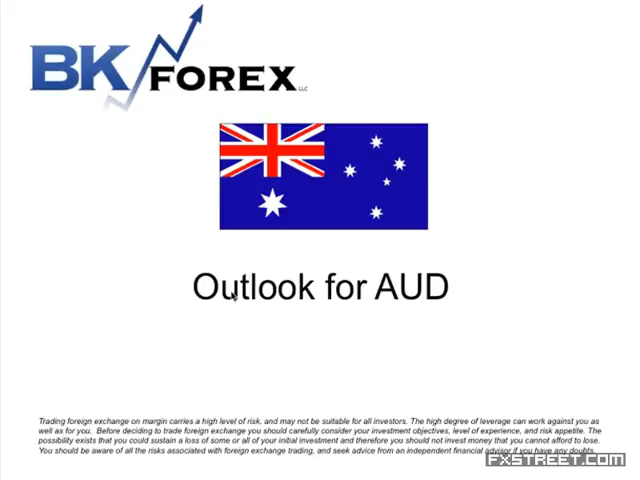 BK FOREX LLC
Outlook for AUD
Trading foreign exchange on margin carries a high level of risk, and may not be suitable for all investors. The high degree of leverage can work against you as
well as for you. Before deciding to trade foreign exchange you should carefully consider your investment objectives, level of experience, and risk appetite. The
possibility exists that you could sustain a loss of some or all of your initial investment and therefore you should not invest money that you cannot afford to lose.
You should be aware of all the risks associated with foreign exchange trading, and seek advice from an independent financial advisor if you have any doubts.
FXSTREET.COM